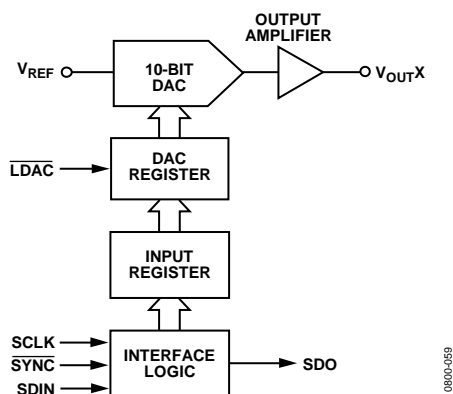 OUTPUT
AMPLIFIER
VREF
10-BIT
DAC
VOUTX
LDAC
DAC
REGISTER
INPUT
REGISTER
SCLK
SYNC
SDIN
INTERFACE
LOGIC
SDO
0800-059